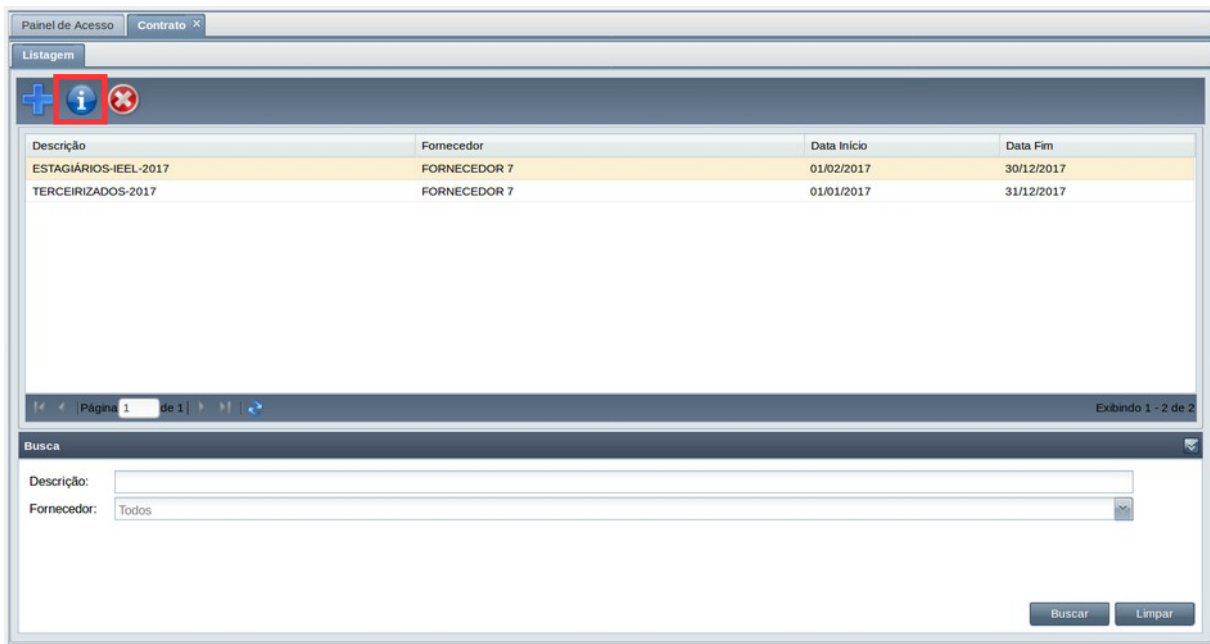 Painel de Acesso Contrato
Listagem
Descrição Fornecedor Data Início Data Fim
ESTAGIÁRIOS-IEEL-2017 FORNECEDOR 7 01/02/2017 30/12/2017
TERCEIRIZADOS-2017 FORNECEDOR 7 01/01/2017 31/12/2017
Página 1 de 1 Exibindo 1 - 2 de 2
Busca
Descrição:
Fornecedor: Todos
Buscar Limpar